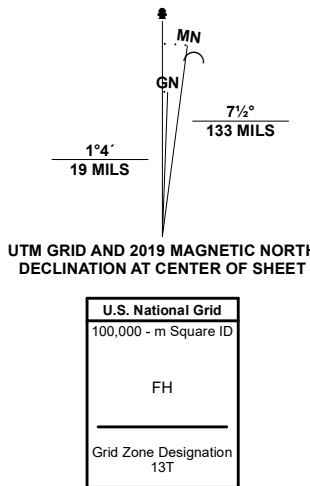 MN
GN
7½°
133 MILS
1°4´
19 MILS
UTM GRID AND 2019 MAGNETIC NORTH
DECLINATION AT CENTER OF SHEET
U.S. National Grid
100,000 - m Square ID
FH
Grid Zone Designation
13T